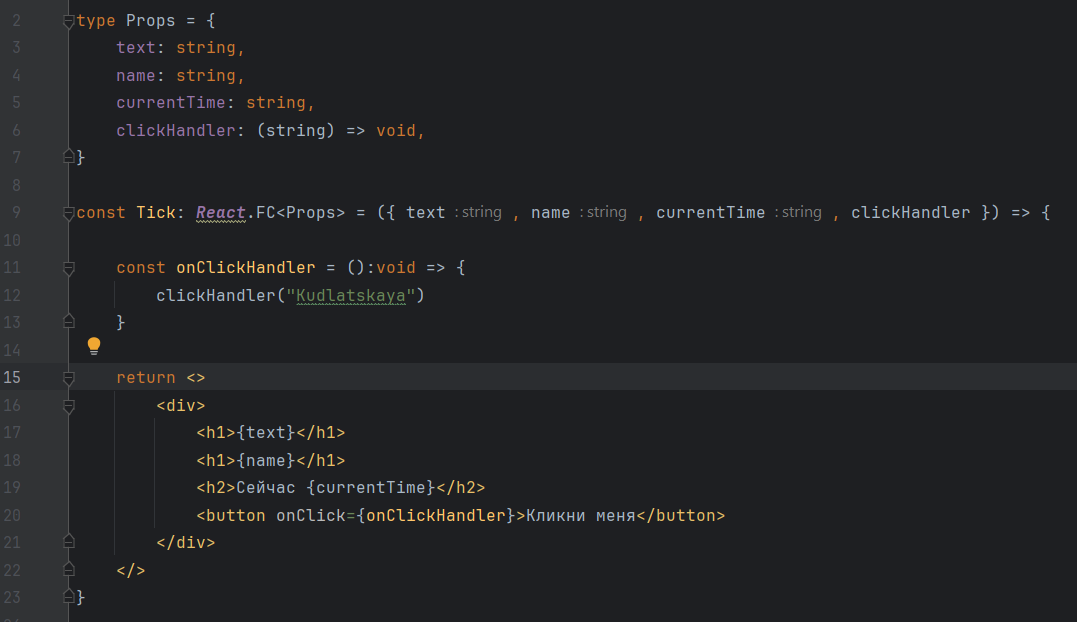 2 type Props = {
3 text: string,
4 name: string,
5 currentTime: string,
6 clickHandler: (string) => void,
7 }
8
9 const Tick: React.FC<Props> = ({ text : string , name : string , currentTime : string , clickHandler }) => {
10
11 const onClickHandler = ():void => {
12 clickHandler("Kudlatskaya")
13 }
14
15 return <>
16 <div>
17 <h1>{text}</h1>
18 <h1>{name}</h1>
19 <h2>Сейчас {currentTime}</h2>
20 <button onClick={onClickHandler}>Кликни меня</button>
21 </div>
22 </>
23 }